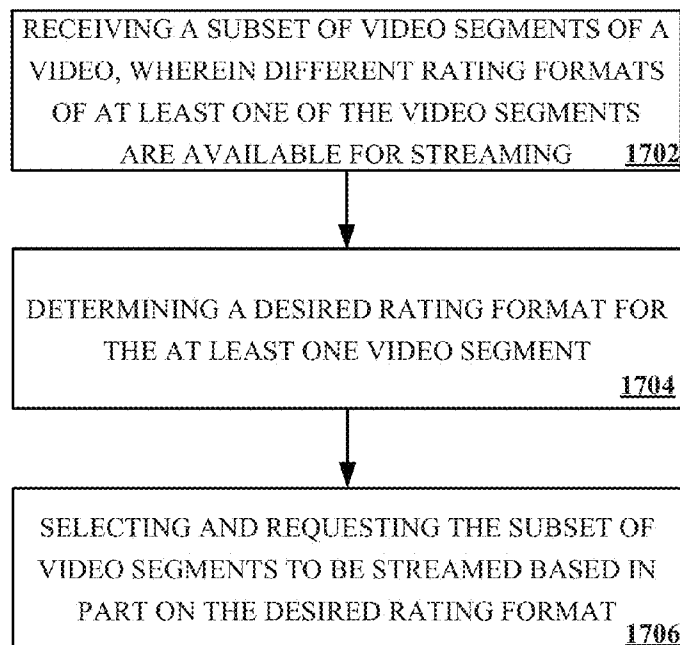 RECEIVING A SUBSET OF VIDEO SEGMENTS OF A
VIDEO, WHEREIN DIFFERENT RATING FORMATS
OF AT LEAST ONE OF THE VIDEO SEGMENTS
ARE AVAILABLE FOR STREAMING 1702
DETERMINING A DESIRED RATING FORMAT FOR
THE AT LEAST ONE VIDEO SEGMENT
1704
SELECTING AND REQUESTING THE SUBSET OF
VIDEO SEGMENTS TO BE STREAMED BASED IN
PART ON THE DESIRED RATING FORMAT
1706